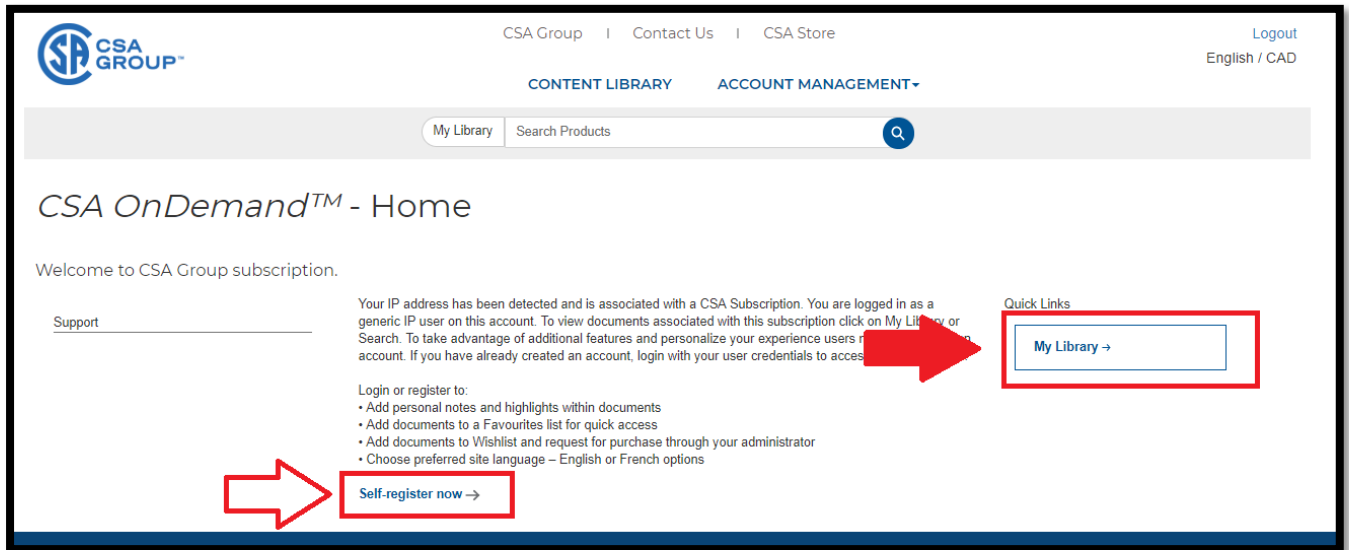 CSA Group | Contact Us | CSA Store
Logout
English / CAD
CSA GROUP™
CONTENT LIBRARY ACCOUNT MANAGEMENT
My Library Search Products
CSA OnDemand™ - Home
Welcome to CSA Group subscription.
Support
Your IP address has been detected and is associated with a CSA Subscription. You are logged in as a
generic IP user on this account. To view documents associated with this subscription click on My Library or
Search. To take advantage of additional features and personalize your experience users
account. If you have already created an account, login with your user credentials to
Login or register to:
• Add personal notes and highlights within documents
• Add documents to a Favourites list for quick access
• Add documents to Wishlist and request for purchase through your administrator
• Choose preferred site language – English or French options
Self-register now →
Quick Links
My Library →